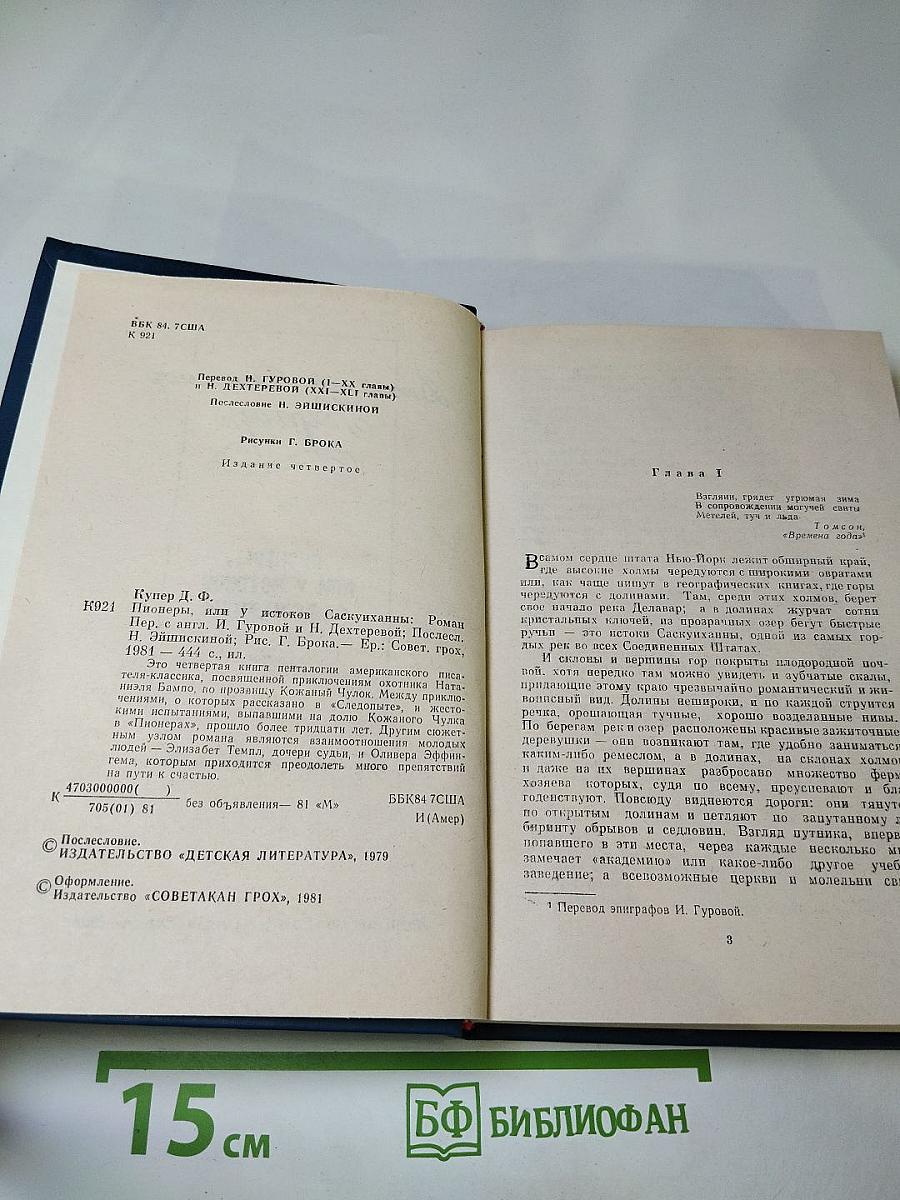 ББК 84. 7США
К 921
Перевод Н. ГУРОВОЙ (I—XX главы)
и Н. ДЕХТЕРЕВОЙ (XXI—XLI главы)
Послесловие Н. ЭЙШИСКИНОЙ
Рисунки Г. БРОКА
Издание четвертое
Купер Д. Ф.
К921 Пионеры, или у истоков Саскуиханны: Роман
Пер. с англ. И. Гуровой и Н. Дехтеревой; Послесл.
Н. Эйшискиной; Рис. Г. Брока.— Ер.: Совет. грох,
1981 — 444 с., ил.
Это четвертая книга пенталогии американского писа-
теля-классика, посвященной приключениям охотника Ната-
ниэля Бампо, по прозвищу Кожаный Чулок. Между приклю-
чениями, о которых рассказано в «Следопыте», и жесто-
кими испытаниями, выпавшими на долю Кожаного Чулка
в «Пионерах», прошло более тридцати лет. Другим сюжет-
ным узлом романа являются взаимоотношения молодых
людей — Элизабет Темпл, дочери судьи, и Оливера Эффин-
гема, которым приходится преодолеть много препятствий
на пути к счастью.
К 4703000000( )
705(01) 81 без объявления— 81 «М» ББК84 7США
И(Амер)
© Послесловие.
ИЗДАТЕЛЬСТВО «ДЕТСКАЯ ЛИТЕРАТУРА», 1979
© Оформление.
Издательство «СОВЕТАКАН ГРОХ», 1981
Глава I
Взгляни, грядет угрюмая зима
В сопровождении могучей свиты
Метелей, туч и льда
Томсон,
«Времена года»¹
В самом сердце штата Нью-Йорк лежит обширный край,
где высокие холмы чередуются с широкими оврагами
или, как чаще пишут в географических книгах, где горы
чередуются с долинами. Там, среди этих холмов, берет
свое начало река Делавар; а в долинах журчат сотни
кристальных ключей, из прозрачных озер бегут быстрые
ручьи — это истоки Саскуиханны, одной из самых гор-
дых рек во всех Соединенных Штатах.
И склоны и вершины гор покрыты плодородной поч-
вой, хотя нередко там можно увидеть и зубчатые скалы,
придающие этому краю чрезвычайно романтический и жи-
вописный вид. Долины нешироки, и по каждой струится
речка, орошающая тучные, хорошо возделанные нивы.
По берегам рек и озер расположены красивые зажиточные
деревушки — они возникают там, где удобно заниматься
каким-либо ремеслом, а в долинах, на склонах холмов
и даже на их вершинах разбросано множество ферм
хозяева которых, судя по всему, преуспевают и бла
годенствуют. Повсюду виднеются дороги: они тянутс
по открытым долинам и петляют по запутанному л
биринту обрывов и седловин. Взгляд путника, вперв
попавшего в эти места, через каждые несколько ми
замечает «академию» или какое-либо другое учеб
заведение; а всевозможные церкви и молельни сви
¹ Перевод эпиграфов И. Гуровой.
3
15 см БФ БИБЛИОФАН